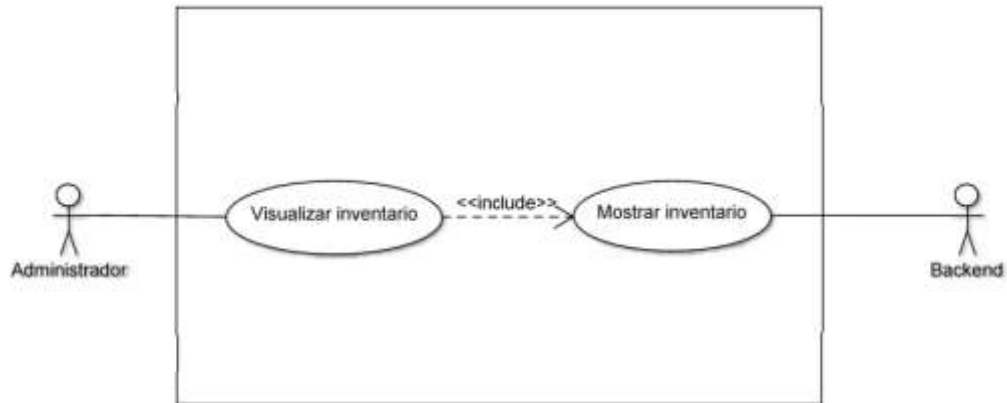 <<include>>
Visualizar inventario
Mostrar inventario
Administrador
Backend